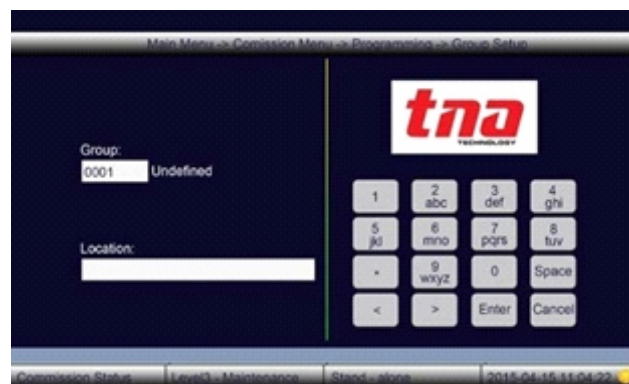 Main Menu -> Comission Menu -> Programming -> Group Setup
tna
TECHNOLOGY
Group:
0001 Undefined
Location:
1
2 abc
3 def
4 ghi
5 jkl
6 mno
7 pqrs
8 tuv
9 wxyz
0
Space
< > Enter Cancel
Commission Status Level3 - Maintenance Stand - alone 2015-04-15 11:04:22